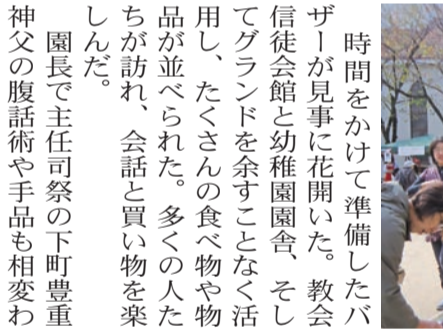 時間をかけて準備したバ
ザーが見事に花開いた。教会
信徒会館と幼稚園園舎、そし
てグランドを余すことなく活
用し、たくさんの食べ物や物
品が並べられた。多くの人た
ちが訪れ、会話と買い物を楽
しんだ。
園長で主任司祭の下町豊重
神父の腹話術や手品も相変わ